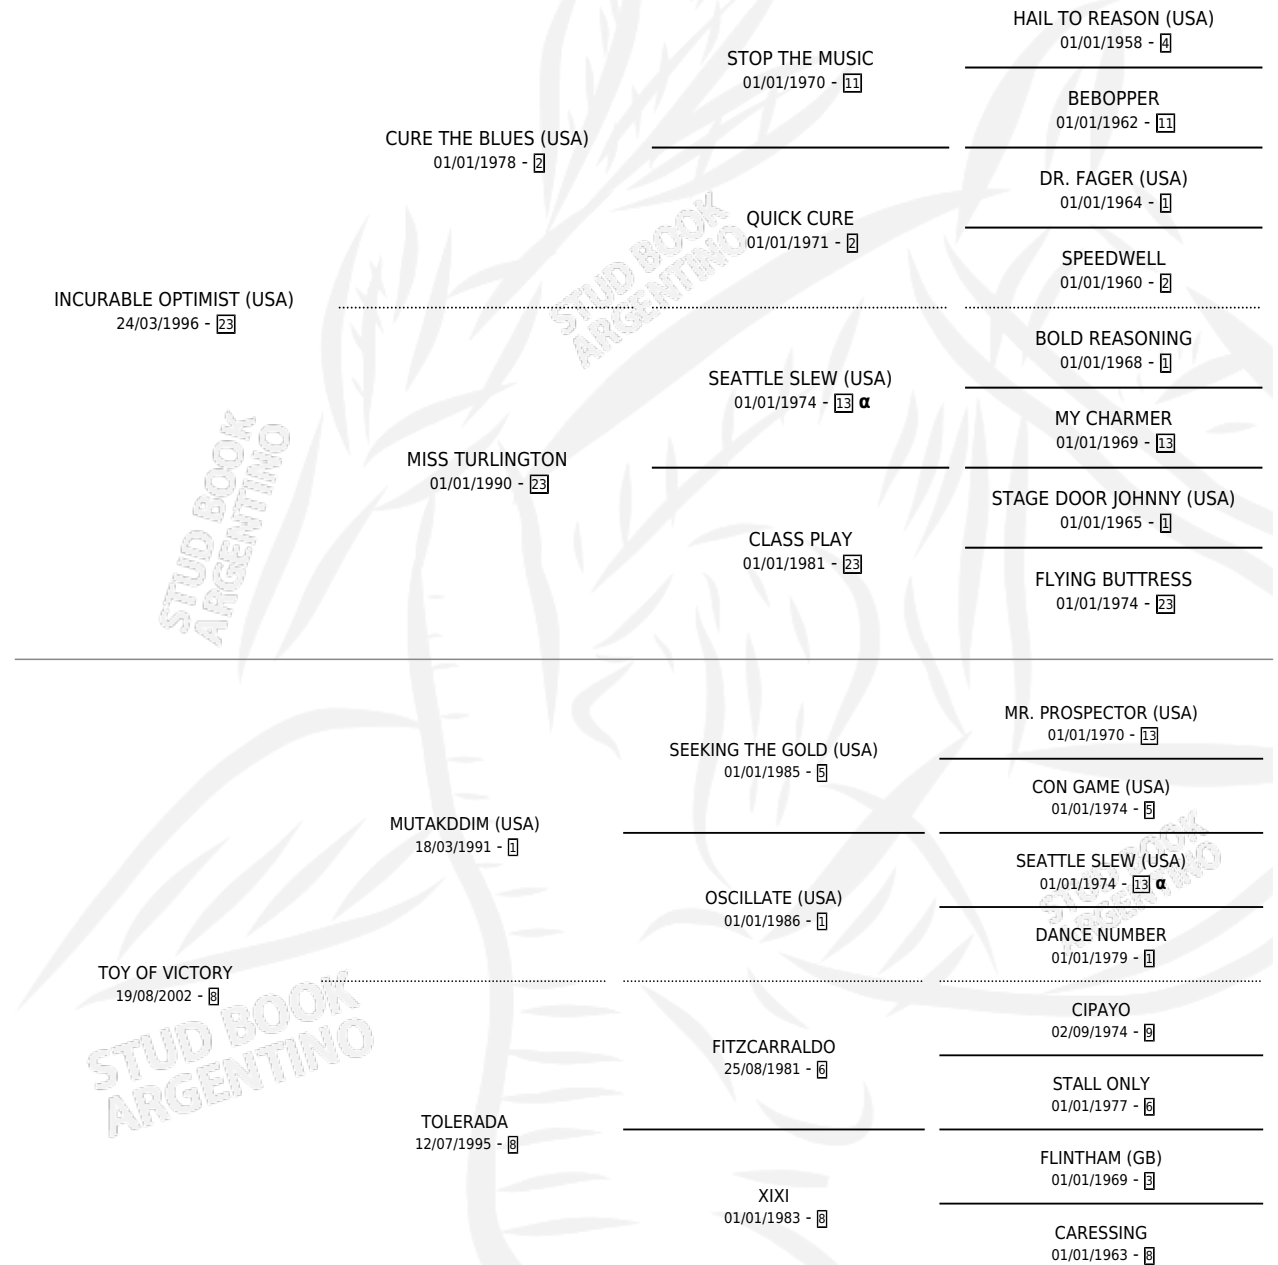 HAIL TO REASON (USA)
01/01/1958 - 4
STOP THE MUSIC
01/01/1970 - 11
BEBOPPER
01/01/1962 - 11
CURE THE BLUES (USA)
01/01/1978 - 2
DR. FAGER (USA)
01/01/1964 - 1
QUICK CURE
01/01/1971 - 2
SPEEDWELL
01/01/1960 - 2
INCURABLE OPTIMIST (USA)
24/03/1996 - 23
BOLD REASONING
01/01/1968 - 1
SEATTLE SLEW (USA)
01/01/1974 - 13 α
MY CHARMER
01/01/1969 - 13
MISS TURLINGTON
01/01/1990 - 23
STAGE DOOR JOHNNY (USA)
01/01/1965 - 1
CLASS PLAY
01/01/1981 - 23
FLYING BUTTRESS
01/01/1974 - 23
MR. PROSPECTOR (USA)
01/01/1970 - 13
SEEKING THE GOLD (USA)
01/01/1985 - 5
CON GAME (USA)
01/01/1974 - 5
MUTAKDDIM (USA)
18/03/1991 - 1
SEATTLE SLEW (USA)
01/01/1974 - 13 α
OSCILLATE (USA)
01/01/1986 - 1
DANCE NUMBER
01/01/1979 - 1
TOY OF VICTORY
19/08/2002 - 8
CIPAYO
02/09/1974 - 9
FITZCARRALDO
25/08/1981 - 6
STALL ONLY
01/01/1977 - 6
TOLERADA
12/07/1995 - 8
FLINTHAM (GB)
01/01/1969 - 3
XIXI
01/01/1983 - 8
CARESSING
01/01/1963 - 8
STUD BOOK
ARGENTINO
STUD BOOK
ARGENTINO
STUD BOOK
ARGENTINO
STUD BOOK
ARGENTINO